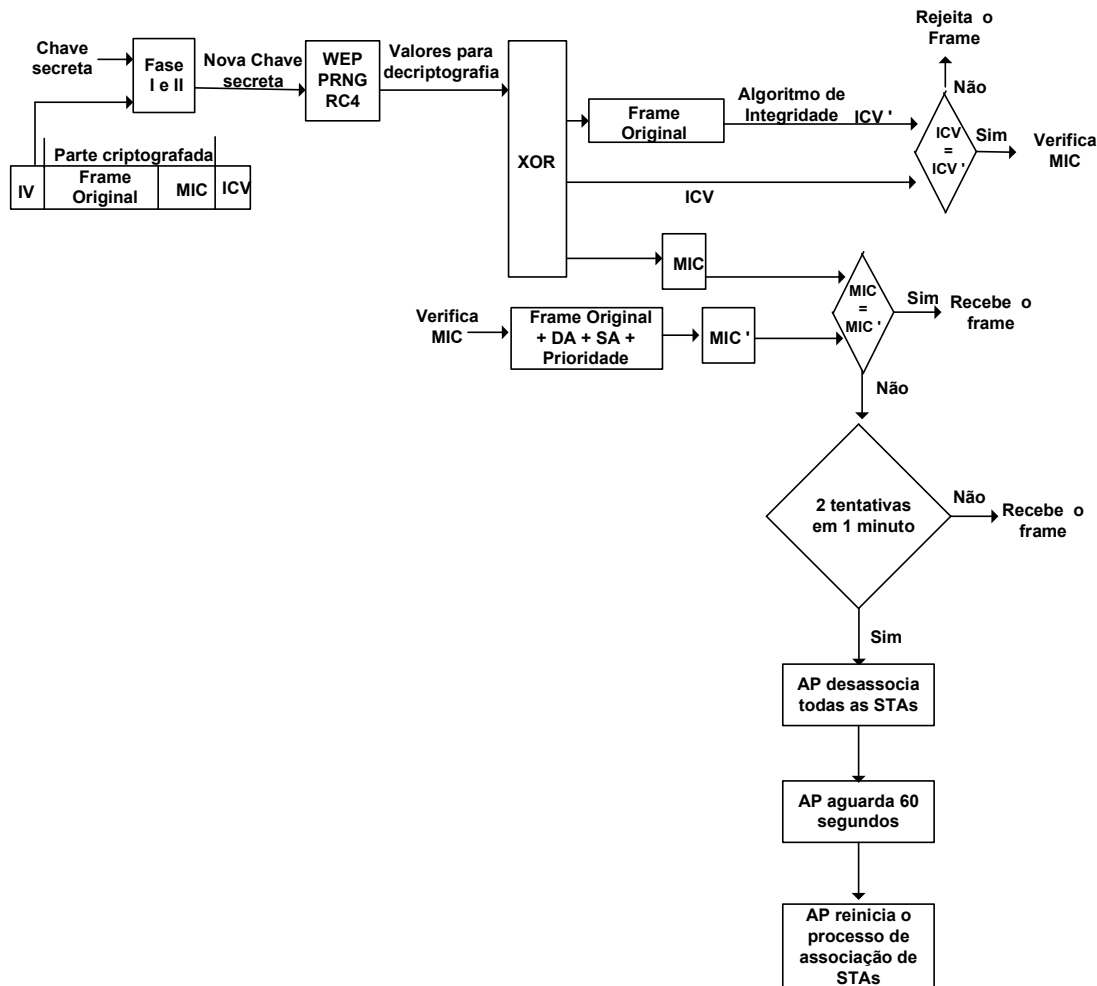 Chave
secreta
Fase
I e II
Nova Chave
secreta
WEP
PRNG
RC4
Valores para
decriptografia
XOR
Parte criptografada
IV
Frame
Original
MIC
ICV
Frame
Original
Algoritmo de
Integridade
ICV '
ICV
Rejeita o
Frame
Não
ICV
=
ICV '
Sim
Verifica
MIC
MIC
Verifica
MIC
Frame Original
+ DA + SA +
Prioridade
MIC '
MIC
=
MIC '
Sim
Recebe o
frame
Não
2 tentativas
em 1 minuto
Não
Recebe o
frame
Sim
AP desassocia
todas as STAs
AP aguarda 60
segundos
AP reinicia o
processo de
associação de
STAs